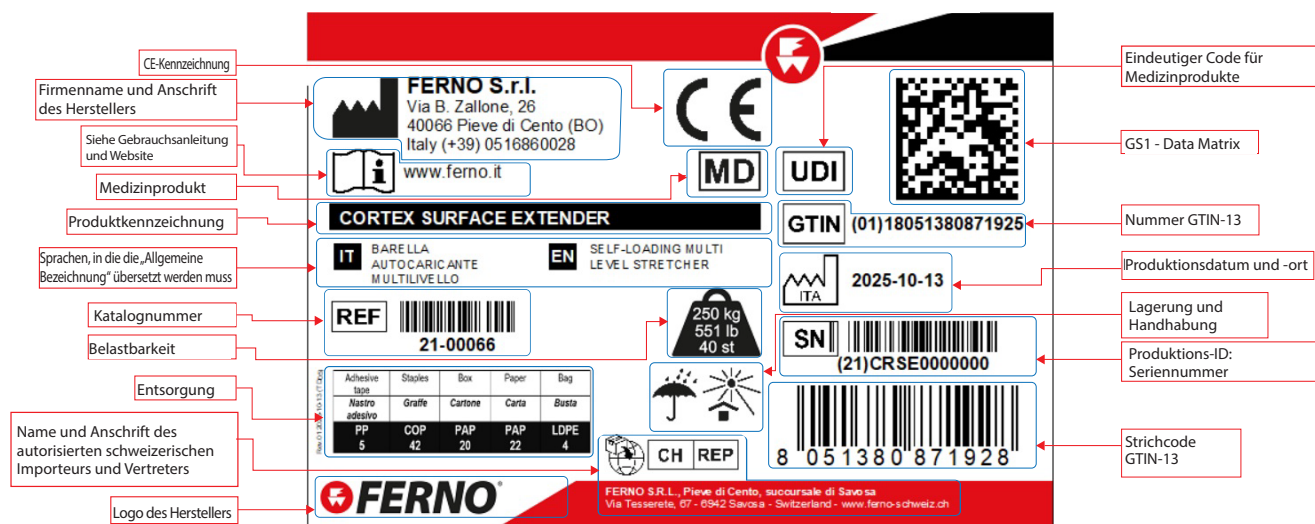 CE-Kennzeichnung
Firmenname und Anschrift
des Herstellers
Siehe Gebrauchsanleitung
und Website
Medizinprodukt
Produktkennzeichnung
Sprachen, in die die „Allgemeine
Bezeichnung“ übersetzt werden muss
Katalognummer
Belastbarkeit
Entsorgung
Name und Anschrift des
autorisierten schweizerischen
Importeurs und Vertreters
Logo des Herstellers
FERNO S.r.l.
Via B. Zallone, 26
40066 Pieve di Cento (BO)
Italy (+39) 0516860028
www.ferno.it
CE
MD
UDI
CORTEX SURFACE EXTENDER
GTIN (01)18051380871925
IT BARELLA
AUTOCARICANTE
MULTILIVELLO
EN SELF-LOADING MULTI
LEVEL STRETCHER
ITA 2025-10-13
REF
21-00066
250 kg
551 lb
40 st
SN
(21)CRSE0000000
Adhesive tape Staples Box Paper Bag
Nastro adesivo Graffe Cartone Carta Busta
PP COP PAP PAP LDPE
5 42 20 22 4
8 051380 871928
CH REP
FERNO
FERNO S.R.L., Pieve di Cento, succursale di Savosa
Via Tesserete, 67 - 6942 Savosa - Switzerland - www.ferno-schweiz.ch
Eindeutiger Code für
Medizinprodukte
GS1 - Data Matrix
Nummer GTIN-13
Produktionsdatum und -ort
Lagerung und
Handhabung
Produktions-ID:
Seriennummer
Strichcode
GTIN-13